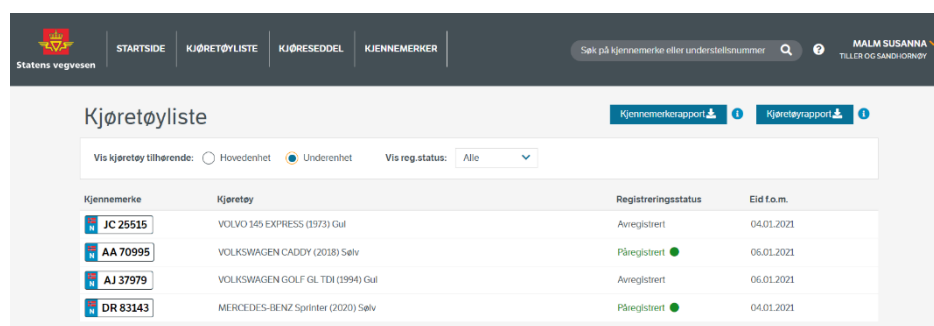 Statens vegvesen
STARTSIDE KJØRETØYLISTE KJØRESEDDEL KJENNEMERKER
Søk på kjennemerke eller understellsnummer
?
MALM SUSANNA
TILLER OG SANDHORNØY
Kjøretøyliste
Kjennemerkerapport i Kjøretøyrapport i
Vis kjøretøy tilhørende: Hovedenhet Underenhet Vis reg.status: Alle
Kjennemerke Kjøretøy Registreringsstatus Eid f.o.m.
N JC 25515 VOLVO 145 EXPRESS (1973) Gul Avregistrert 04.01.2021
N AA 70995 VOLKSWAGEN CADDY (2018) Sølv Påregistrert 06.01.2021
N AJ 37979 VOLKSWAGEN GOLF GL TDI (1994) Gul Avregistrert 06.01.2021
N DR 83143 MERCEDES-BENZ Sprinter (2020) Sølv Påregistrert 04.01.2021